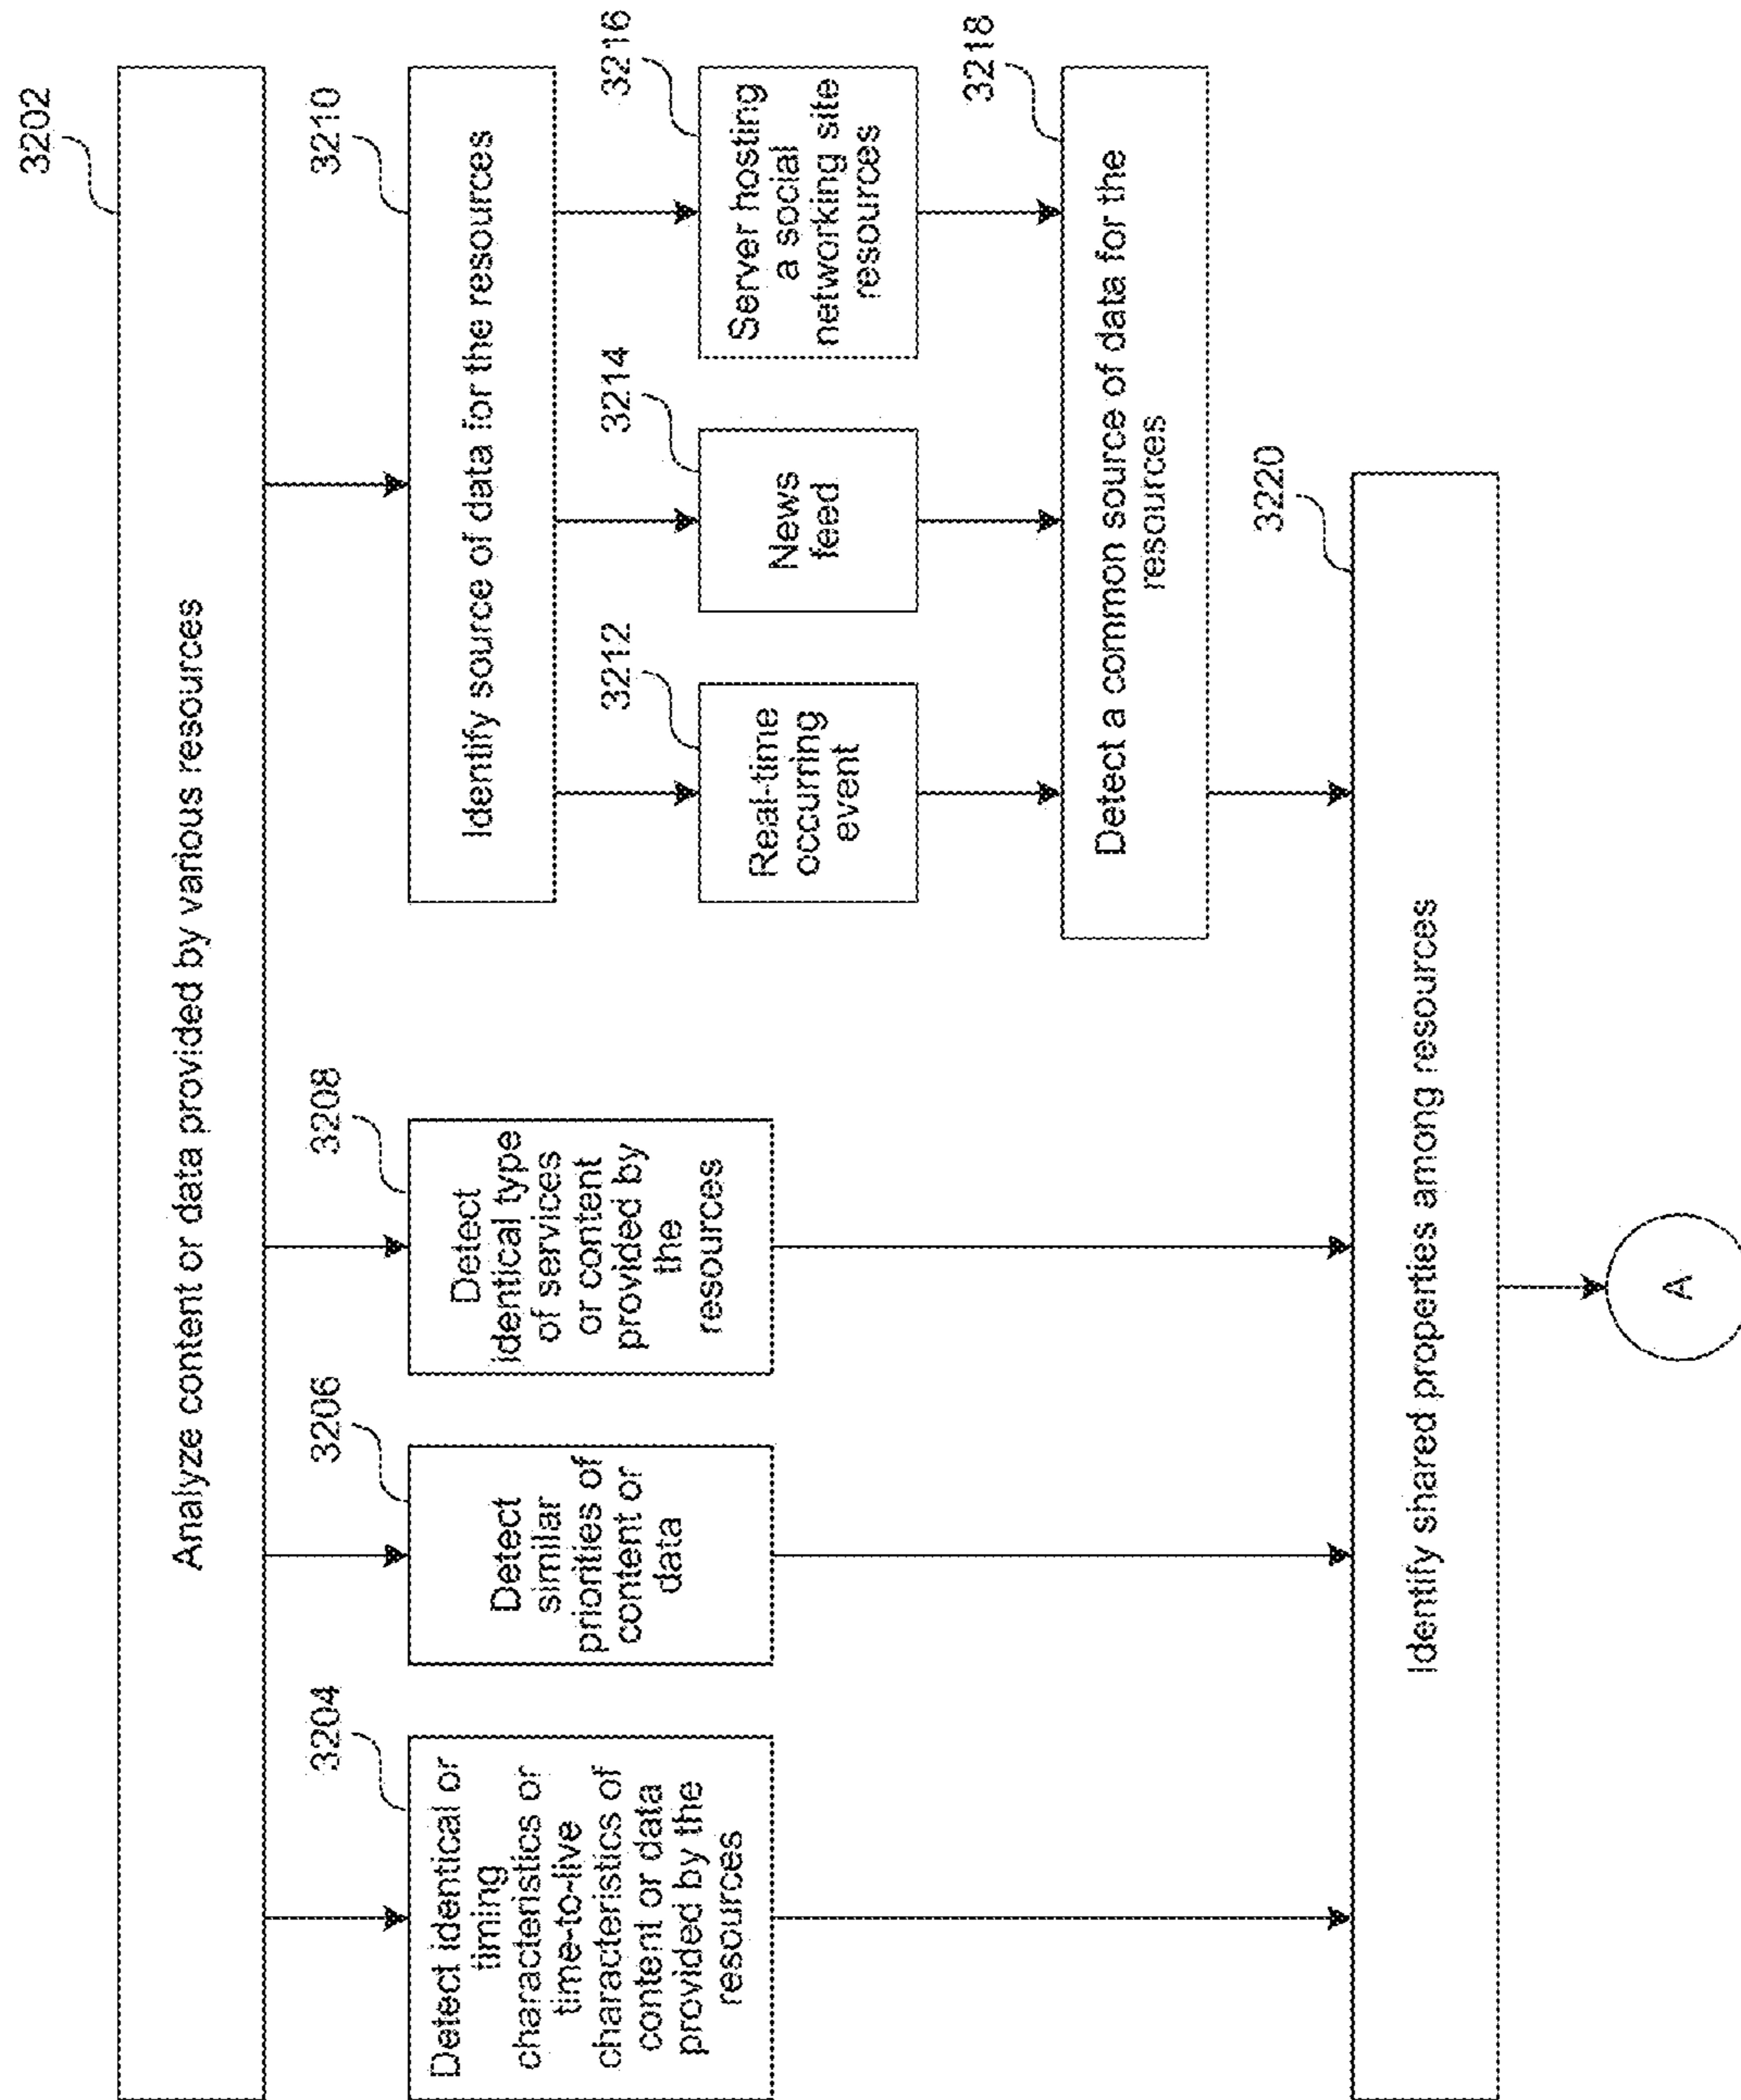 3202
Analyze content or data provided by various resources
3204
Detect identical or
timing
characteristics or
time-to-live
characteristics of
content or data
provided by the
resources
3206
Detect
similar
priorities of
content or
data
3208
Detect
identical type
of services
or content
provided by
the
resources
3210
Identify source of data for the resources
3212
Real-time
occurring
event
3214
News
feed
3216
Server hosting
a social
networking site
resources
3218
Detect a common source of data for the
resources
3220
Identify shared properties among resources
A